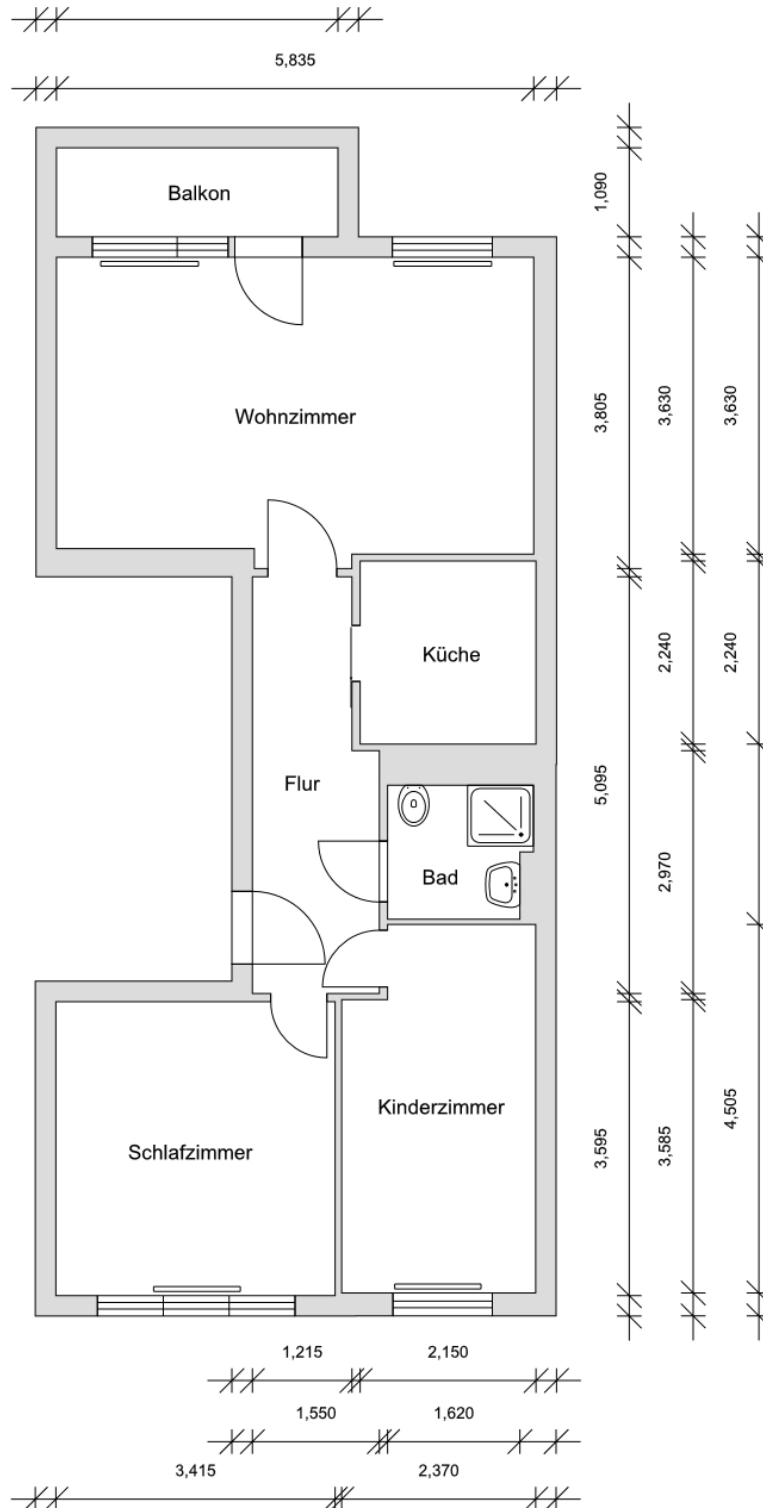 5,835
Balkon
1,090
Wohnzimmer
3,805
3,630
3,630
Küche
2,240
2,240
Flur
5,095
Bad
2,970
Kinderzimmer
4,505
Schlafzimmer
3,595
3,585
1,215
2,150
1,550
1,620
3,415
2,370